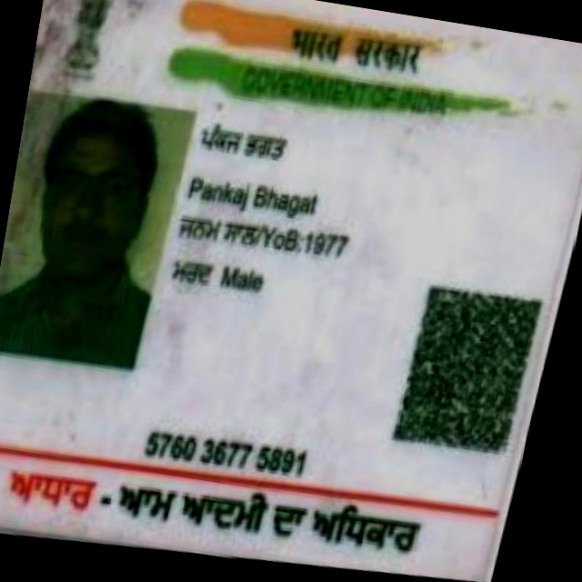 भारत सरकार
GOVERNMENT OF INDIA
ਪੰਕਜ ਭਗਤ
Pankaj Bhagat
ਜਨਮ ਸਾਲ/YoB:1977
ਮਰਦ Male
5760 3677 5891
ਆਧਾਰ - ਆਮ ਆਦਮੀ ਦਾ ਅਧਿਕਾਰ